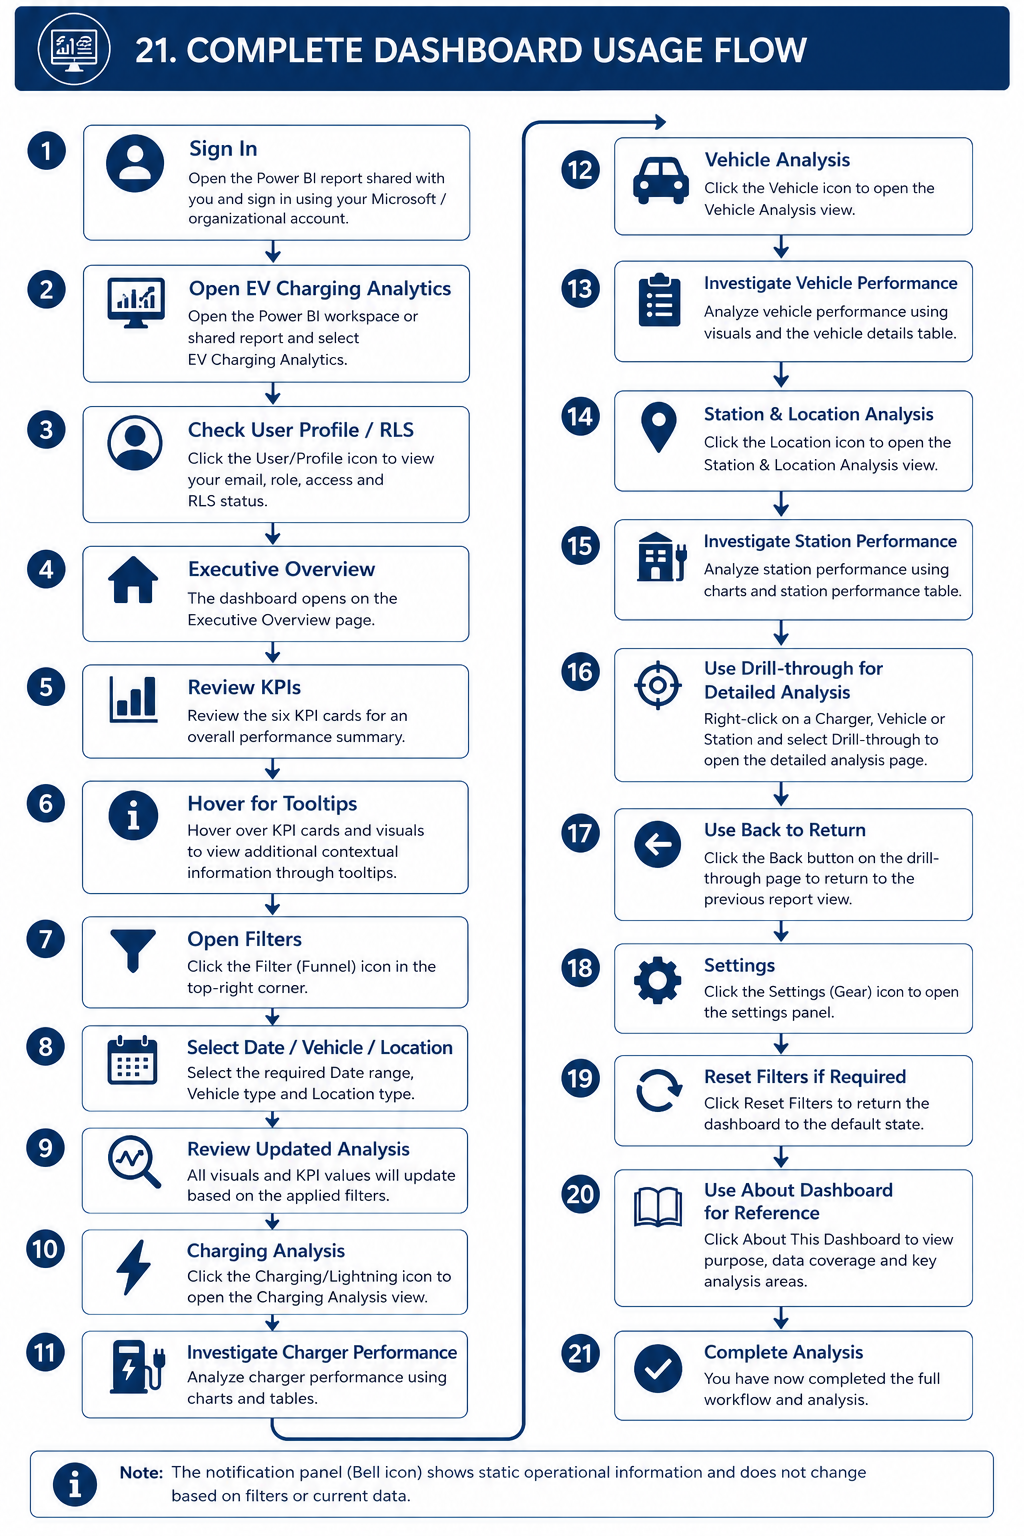 21. COMPLETE DASHBOARD USAGE FLOW
1
Sign In
Open the Power BI report shared with
you and sign in using your Microsoft /
organizational account.
2
Open EV Charging Analytics
Open the Power BI workspace or
shared report and select
EV Charging Analytics.
3
Check User Profile / RLS
Click the User/Profile icon to view
your email, role, access and
RLS status.
4
Executive Overview
The dashboard opens on the
Executive Overview page.
5
Review KPIs
Review the six KPI cards for an
overall performance summary.
6
Hover for Tooltips
Hover over KPI cards and visuals
to view additional contextual
information through tooltips.
7
Open Filters
Click the Filter (Funnel) icon in the
top-right corner.
8
Select Date / Vehicle / Location
Select the required Date range,
Vehicle type and Location type.
9
Review Updated Analysis
All visuals and KPI values will update
based on the applied filters.
10
Charging Analysis
Click the Charging/Lightning icon to
open the Charging Analysis view.
11
Investigate Charger Performance
Analyze charger performance using
charts and tables.
12
Vehicle Analysis
Click the Vehicle icon to open the
Vehicle Analysis view.
13
Investigate Vehicle Performance
Analyze vehicle performance using
visuals and the vehicle details table.
14
Station & Location Analysis
Click the Location icon to open the
Station & Location Analysis view.
15
Investigate Station Performance
Analyze station performance using
charts and station performance table.
16
Use Drill-through for
Detailed Analysis
Right-click on a Charger, Vehicle or
Station and select Drill-through to
open the detailed analysis page.
17
Use Back to Return
Click the Back button on the drill-
through page to return to the
previous report view.
18
Settings
Click the Settings (Gear) icon to open
the settings panel.
19
Reset Filters if Required
Click Reset Filters to return the
dashboard to the default state.
20
Use About Dashboard
for Reference
Click About This Dashboard to view
purpose, data coverage and key
analysis areas.
21
Complete Analysis
You have now completed the full
workflow and analysis.
Note: The notification panel (Bell icon) shows static operational information and does not change
based on filters or current data.